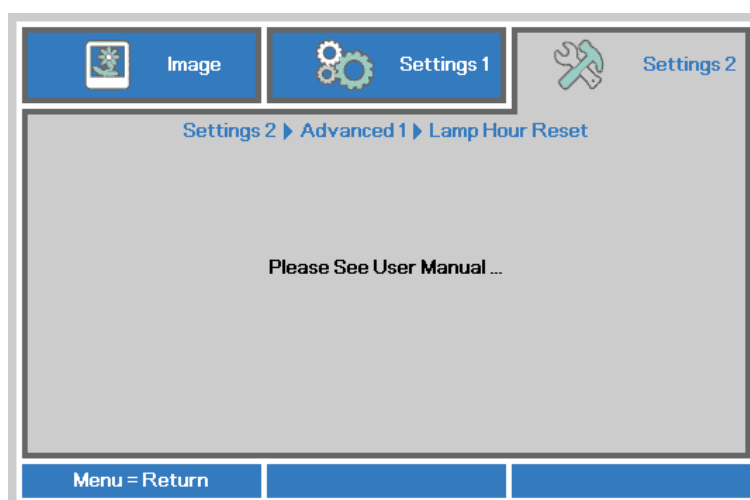 Image
Settings 1
Settings 2
Settings 2 ▶ Advanced 1 ▶ Lamp Hour Reset
Please See User Manual ...
Menu = Return